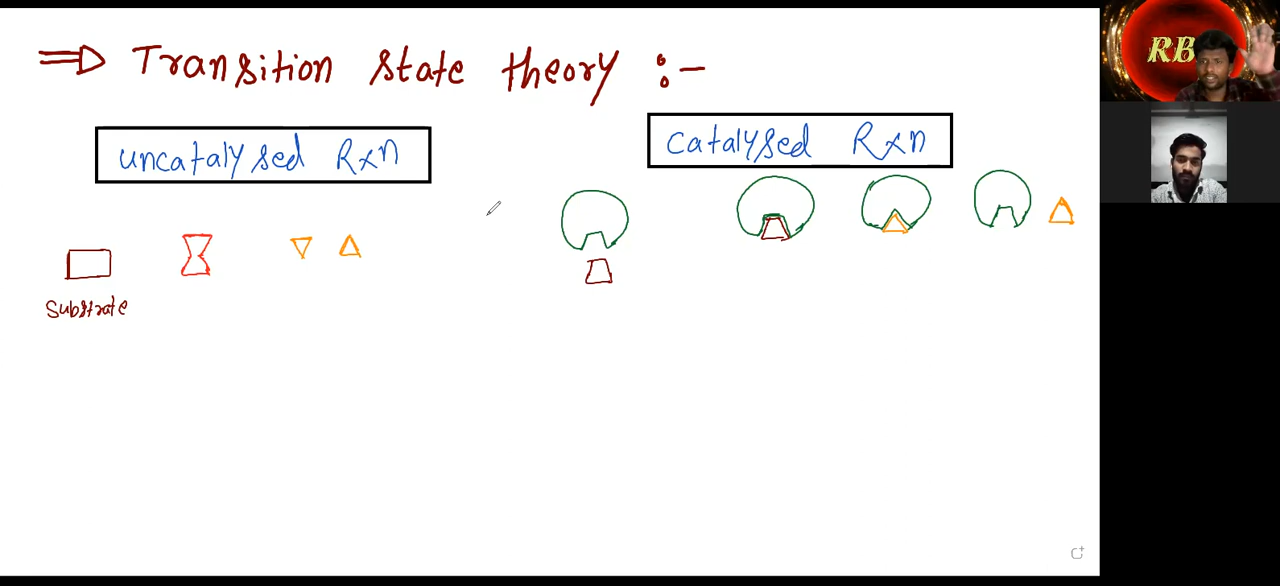 ⇒ Transition state theory :-
uncatalysed Rxn
catalysed Rxn
substrate
RB